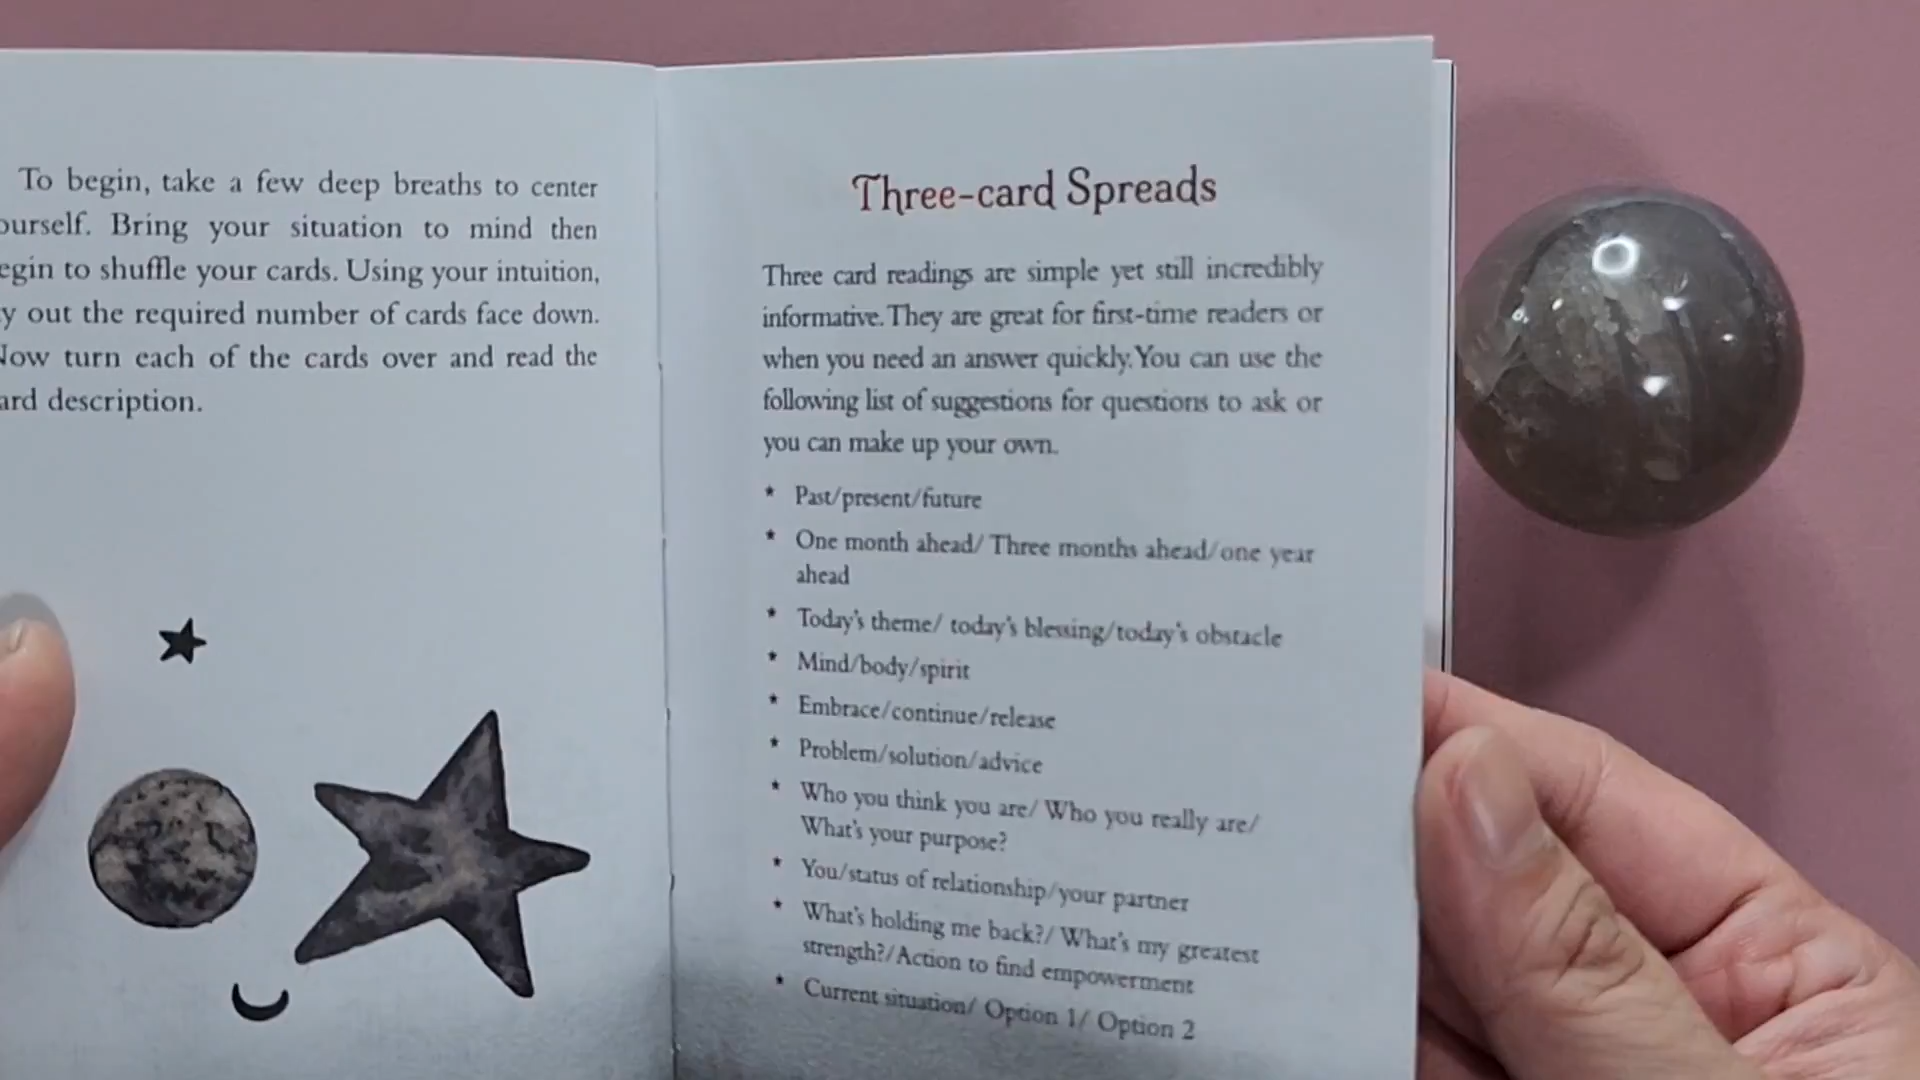 To begin, take a few deep breaths to center
ourself. Bring your situation to mind then
egin to shuffle your cards. Using your intuition,
y out the required number of cards face down.
Now turn each of the cards over and read the
ard description.
Three-card Spreads
Three card readings are simple yet still incredibly
informative. They are great for first-time readers or
when you need an answer quickly. You can use the
following list of suggestions for questions to ask or
you can make up your own.
* Past/present/future
* One month ahead/ Three months ahead/one year
ahead
* Today's theme/ today's blessing/today's obstacle
* Mind/body/spirit
* Embrace/continue/release
* Problem/solution/advice
* Who you think you are/ Who you really are/
What's your purpose?
* You/status of relationship/your partner
* What's holding me back?/ What's my greatest
strength?/Action to find empowerment
* Current situation/ Option 1/ Option 2